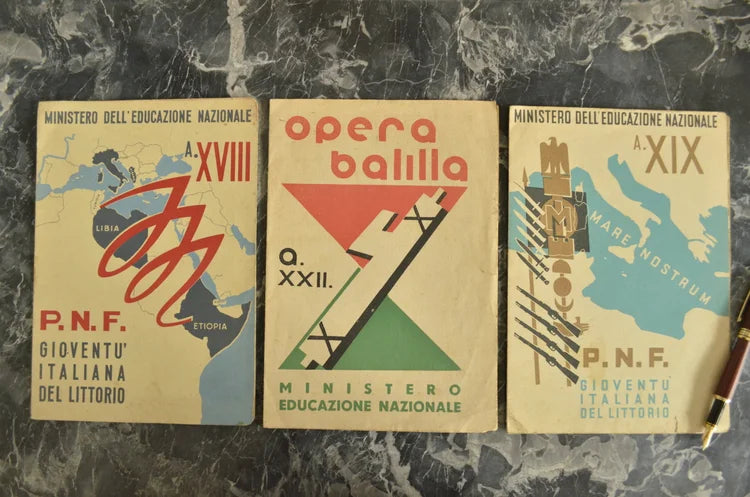 MINISTERO DELL'EDUCAZIONE NAZIONALE
A. XVIII
LIBIA
ETIOPIA
P.N.F.
GIOVENTU'
ITALIANA
DEL LITTORIO
opera
balilla
a.
XXII.
MINISTERO
EDUCAZIONE NAZIONALE
MINISTERO DELL'EDUCAZIONE NAZIONALE
A. XIX
MARE NOSTRUM
P.N.F.
GIOVENTÙ
ITALIANA
DEL LITTORIO